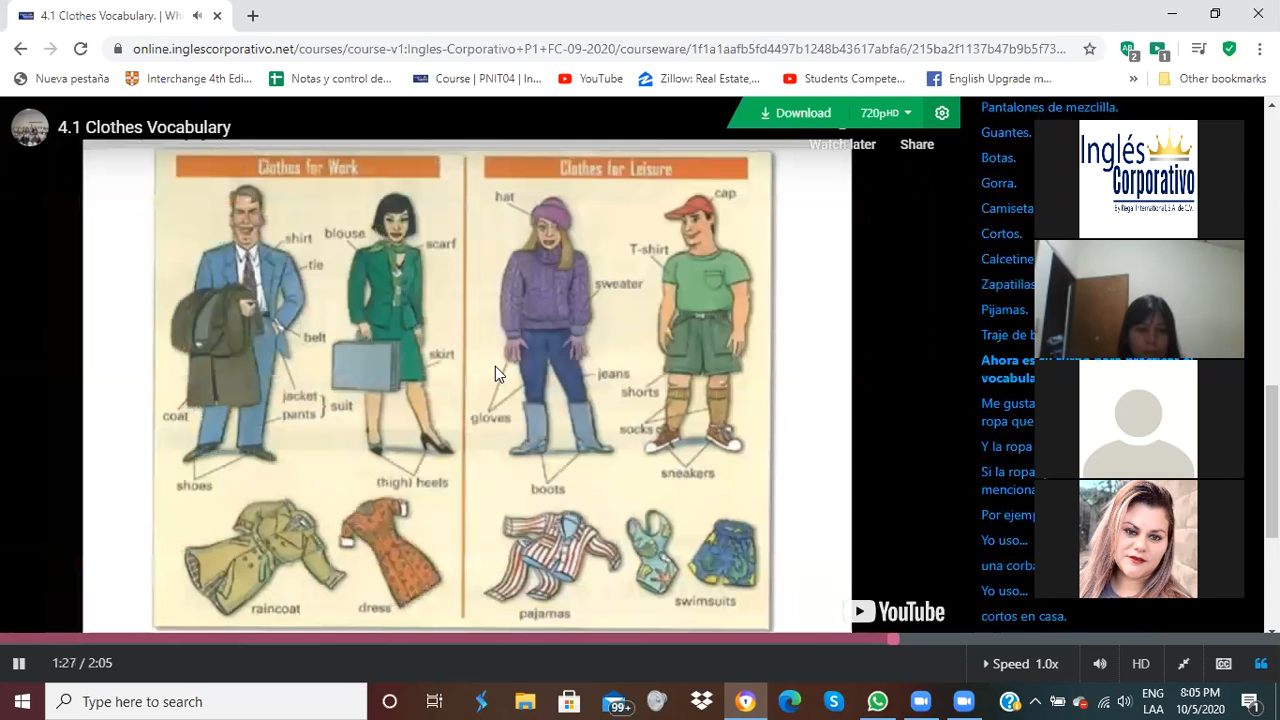 4.1 Clothes Vocabulary. | Wh
online.inglescorporativo.net/courses/course-v1:Ingles-Corporativo+P1+FC-09-2020/courseware/1f1a1aafb5fd4497b1248b43617abfa6/215ba2f1137b47b9b5f73...
2
1
Nueva pestaña
Interchange 4th Edi...
Notas y control de...
Course | PNIT04 | In...
YouTube
Zillow: Real Estate,...
Students Compete...
English Upgrade m...
»
Other bookmarks
4.1 Clothes Vocabulary
Download
720pHD
Watch later
Share
Clothes for Work
Clothes for Leisure
shirt
blouse
scarf
tie
belt
skirt
jacket
pants
suit
coat
shoes
(high) heels
raincoat
dress
hat
cap
T-shirt
sweater
jeans
shorts
gloves
socks
sneakers
boots
pajamas
swimsuits
YouTube
Pantalones de mezclilla.
Guantes.
Botas.
Gorra.
Camiseta
Cortos.
Calcetine
Zapatillas
Pijamas.
Traje de b
Ahora es
vocabula
Me gusta
ropa que
Y la ropa
Si la ropa
menciona
Por ejemp
Yo uso...
una corba
Yo uso...
cortos en casa.
Inglés
Corporativo
1:27 / 2:05
Speed 1.0x
HD
Type here to search
99+
ENG
LAA
8:05 PM
10/5/2020
1